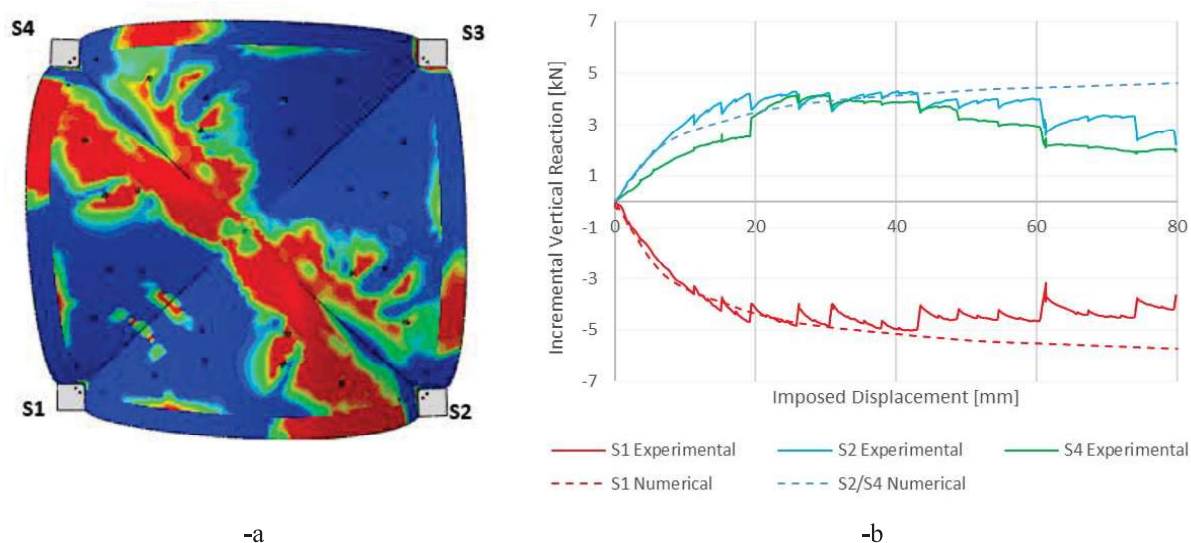 S4
S3
S1
S2
Incremental Vertical Reaction [kN]
7
5
3
1
-1
-3
-5
-7
0
20
40
60
80
Imposed Displacement [mm]
S1 Experimental
S2 Experimental
S4 Experimental
S1 Numerical
S2/S4 Numerical
-a
-b